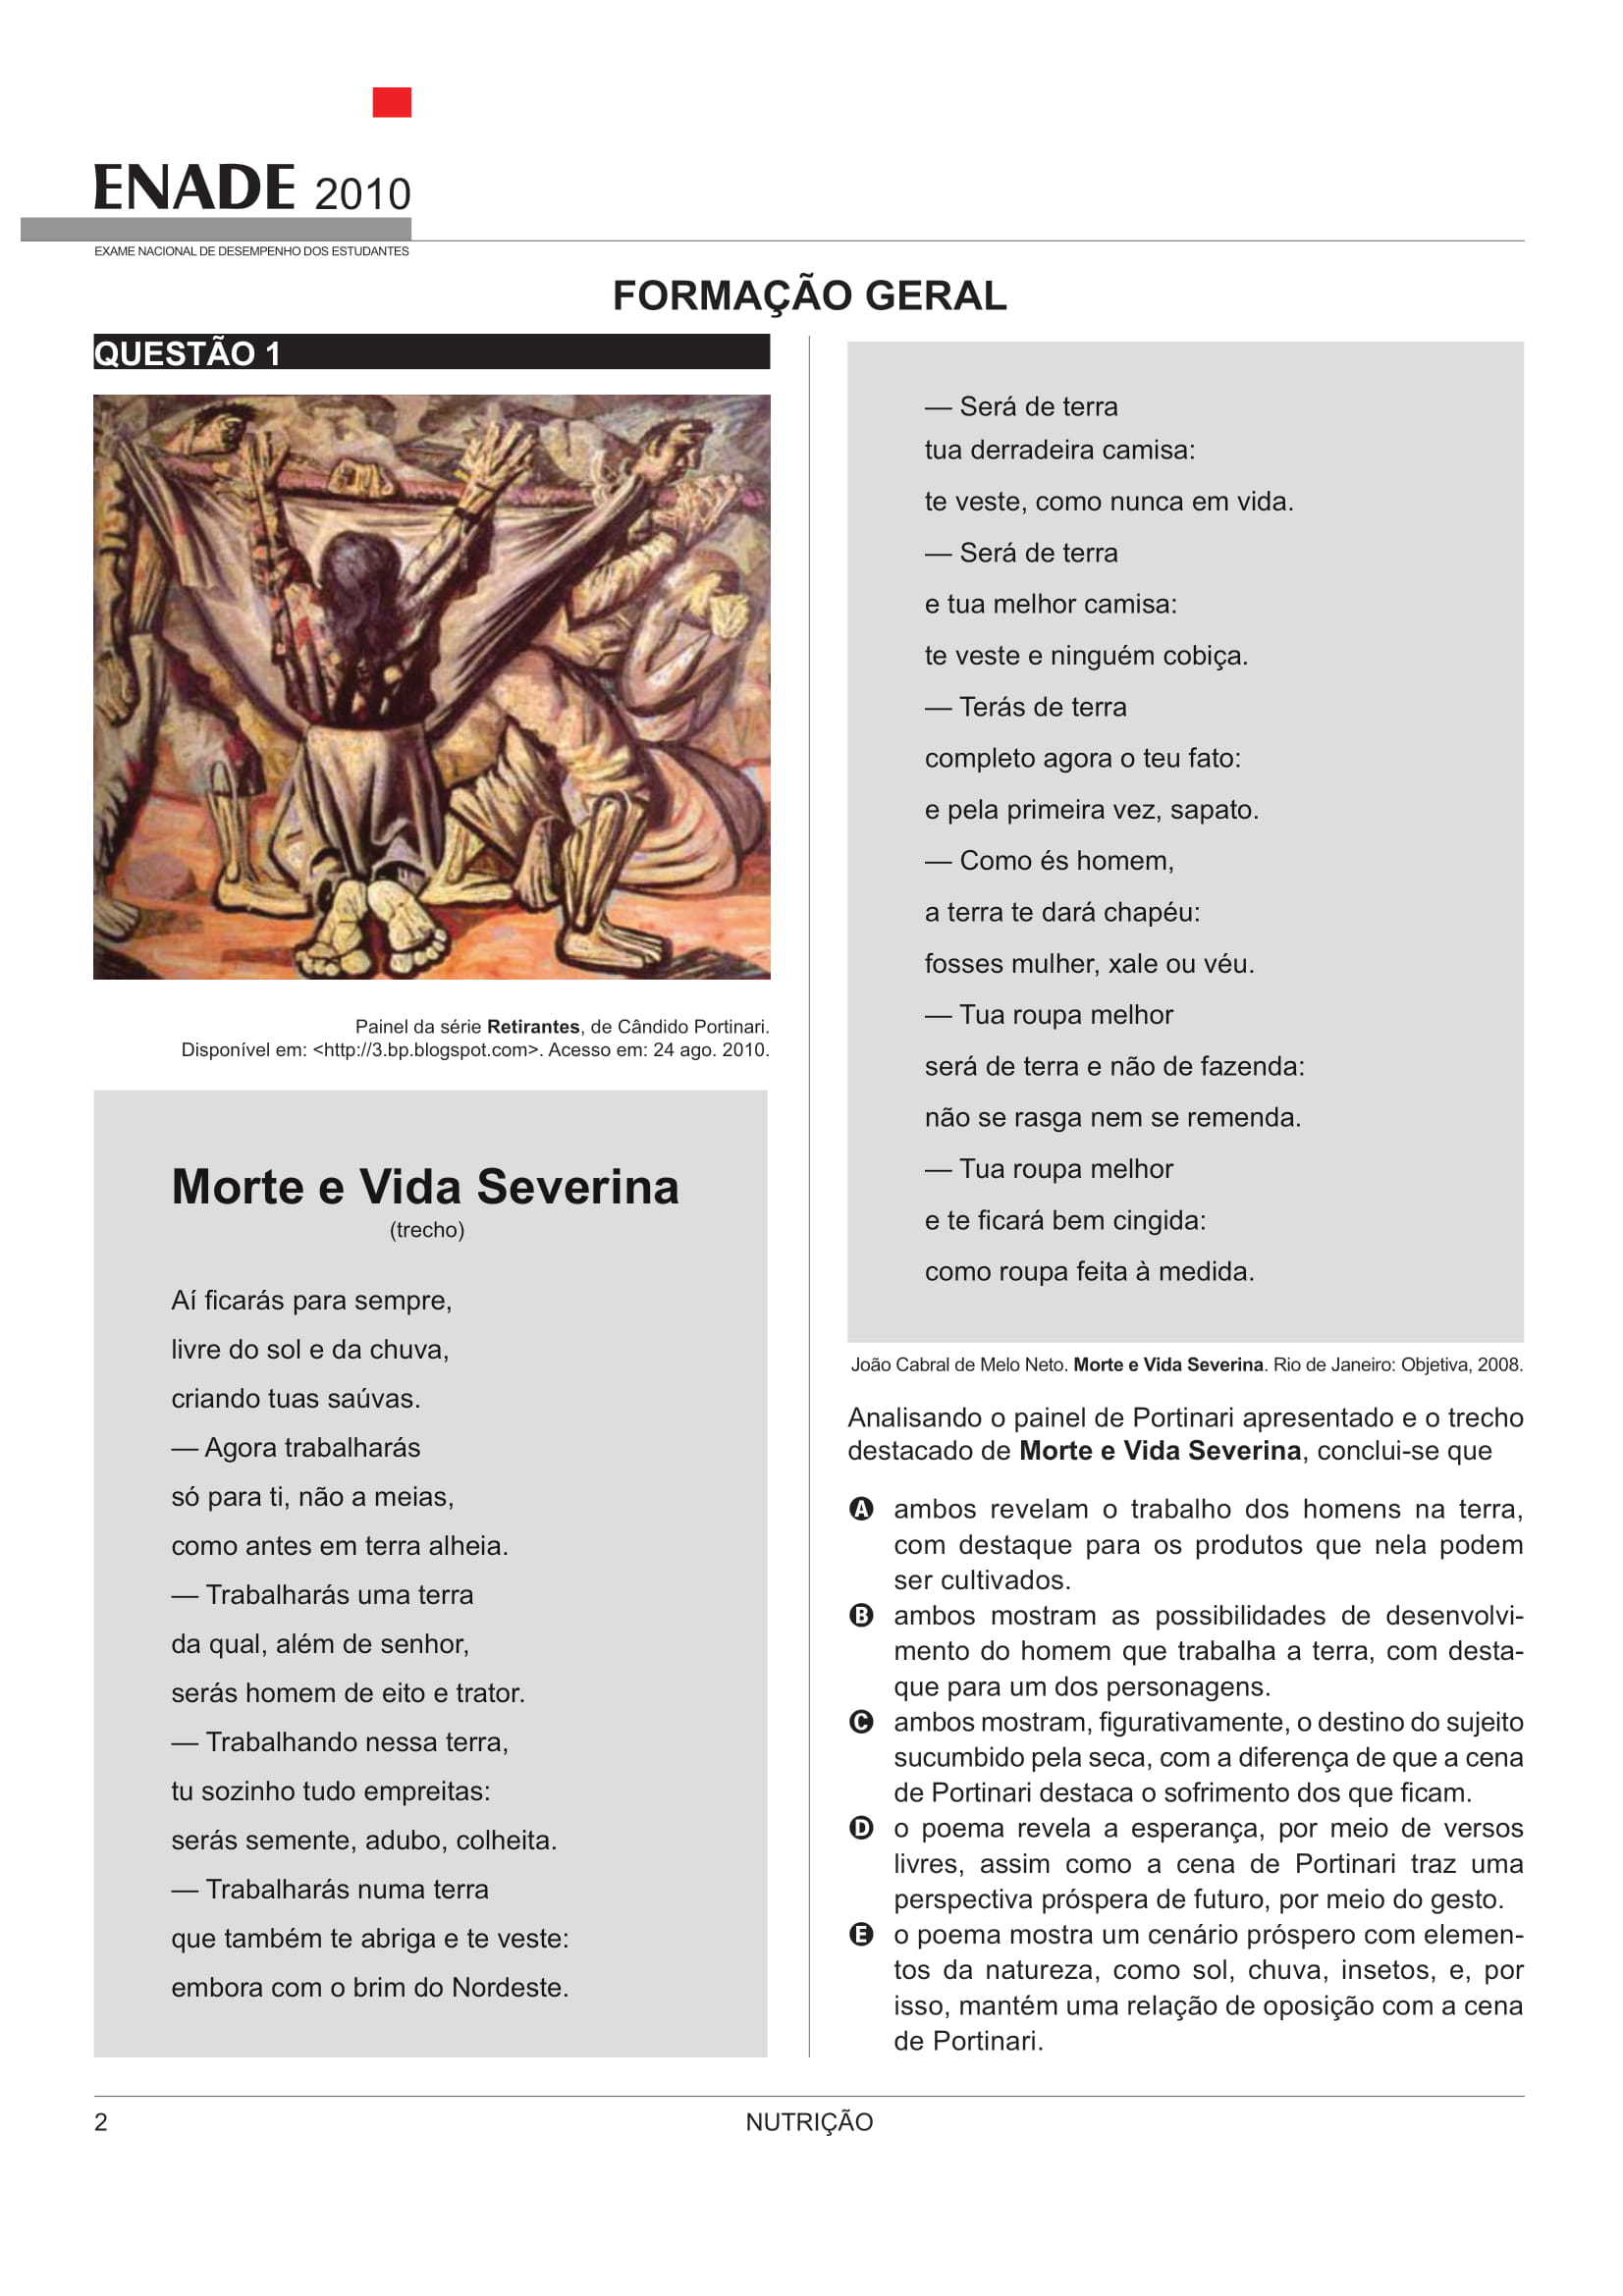 ENADE 2010
EXAME NACIONAL DE DESEMPENHO DOS ESTUDANTES
FORMAÇÃO GERAL
QUESTÃO 1
Painel da série Retirantes, de Cândido Portinari.
Disponível em: <http://3.bp.blogspot.com>. Acesso em: 24 ago. 2010.
Morte e Vida Severina
(trecho)
Aí ficarás para sempre,
livre do sol e da chuva,
criando tuas saúvas.
— Agora trabalharás
só para ti, não a meias,
como antes em terra alheia.
— Trabalharás uma terra
da qual, além de senhor,
serás homem de eito e trator.
— Trabalhando nessa terra,
tu sozinho tudo empreitas:
serás semente, adubo, colheita.
— Trabalharás numa terra
que também te abriga e te veste:
embora com o brim do Nordeste.
— Será de terra
tua derradeira camisa:
te veste, como nunca em vida.
— Será de terra
e tua melhor camisa:
te veste e ninguém cobiça.
— Terás de terra
completo agora o teu fato:
e pela primeira vez, sapato.
— Como és homem,
a terra te dará chapéu:
fosses mulher, xale ou véu.
— Tua roupa melhor
será de terra e não de fazenda:
não se rasga nem se remenda.
— Tua roupa melhor
e te ficará bem cingida:
como roupa feita à medida.
João Cabral de Melo Neto. Morte e Vida Severina. Rio de Janeiro: Objetiva, 2008.
Analisando o painel de Portinari apresentado e o trecho
destacado de Morte e Vida Severina, conclui-se que
A ambos revelam o trabalho dos homens na terra,
com destaque para os produtos que nela podem
ser cultivados.
B ambos mostram as possibilidades de desenvolvi-
mento do homem que trabalha a terra, com desta-
que para um dos personagens.
C ambos mostram, figurativamente, o destino do sujeito
sucumbido pela seca, com a diferença de que a cena
de Portinari destaca o sofrimento dos que ficam.
D o poema revela a esperança, por meio de versos
livres, assim como a cena de Portinari traz uma
perspectiva próspera de futuro, por meio do gesto.
E o poema mostra um cenário próspero com elemen-
tos da natureza, como sol, chuva, insetos, e, por
isso, mantém uma relação de oposição com a cena
de Portinari.
2
NUTRIÇÃO